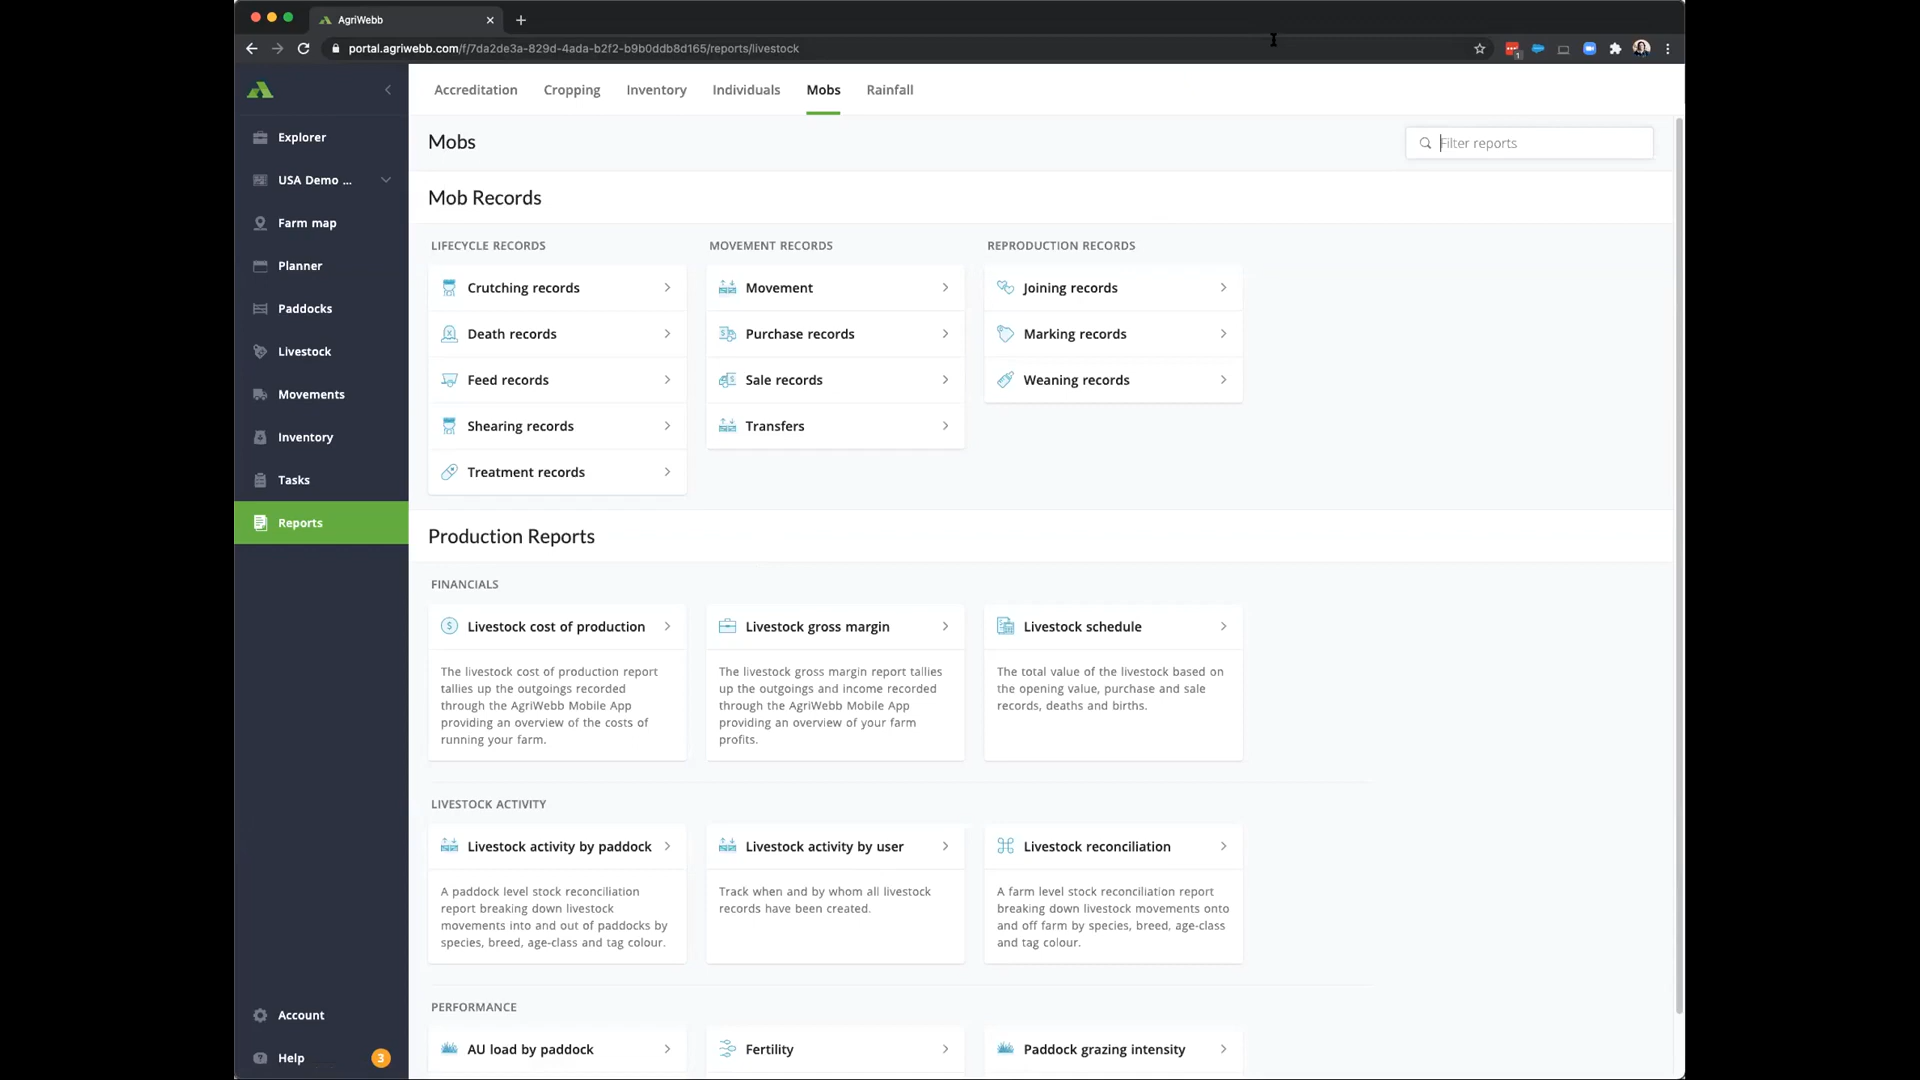 AgriWebb
portal.agriwebb.com/f/7da2de3a-829d-4ada-b2f2-b9b0ddb8d165/reports/livestock
1
Accreditation
Cropping
Inventory
Individuals
Mobs
Rainfall
Explorer
USA Demo ...
Farm map
Planner
Paddocks
Livestock
Movements
Inventory
Tasks
Reports
Account
Help
3
Mobs
Filter reports
Mob Records
LIFECYCLE RECORDS
Crutching records
Death records
Feed records
Shearing records
Treatment records
MOVEMENT RECORDS
Movement
Purchase records
Sale records
Transfers
REPRODUCTION RECORDS
Joining records
Marking records
Weaning records
Production Reports
FINANCIALS
Livestock cost of production
The livestock cost of production report
tallies up the outgoings recorded
through the AgriWebb Mobile App
providing an overview of the costs of
running your farm.
Livestock gross margin
The livestock gross margin report tallies
up the outgoings and income recorded
through the AgriWebb Mobile App
providing an overview of your farm
profits.
Livestock schedule
The total value of the livestock based on
the opening value, purchase and sale
records, deaths and births.
LIVESTOCK ACTIVITY
Livestock activity by paddock
A paddock level stock reconciliation
report breaking down livestock
movements into and out of paddocks by
species, breed, age-class and tag colour.
Livestock activity by user
Track when and by whom all livestock
records have been created.
Livestock reconciliation
A farm level stock reconciliation report
breaking down livestock movements onto
and off farm by species, breed, age-class
and tag colour.
PERFORMANCE
AU load by paddock
Fertility
Paddock grazing intensity